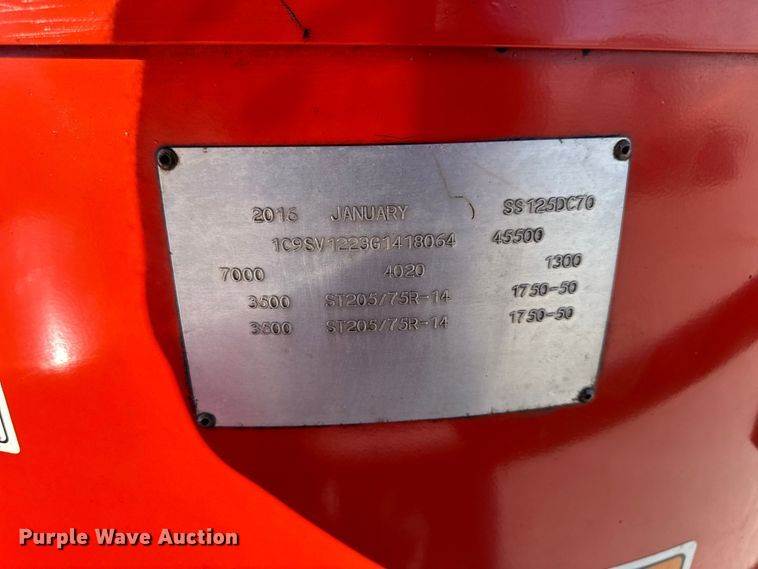 2016 JANUARY SS125DC70
1C9SV1223G1418064 45500
7000 4020 1300
3500 ST205/75R-14 1750-50
3500 ST205/75R-14 1750-50
Purple Wave Auction